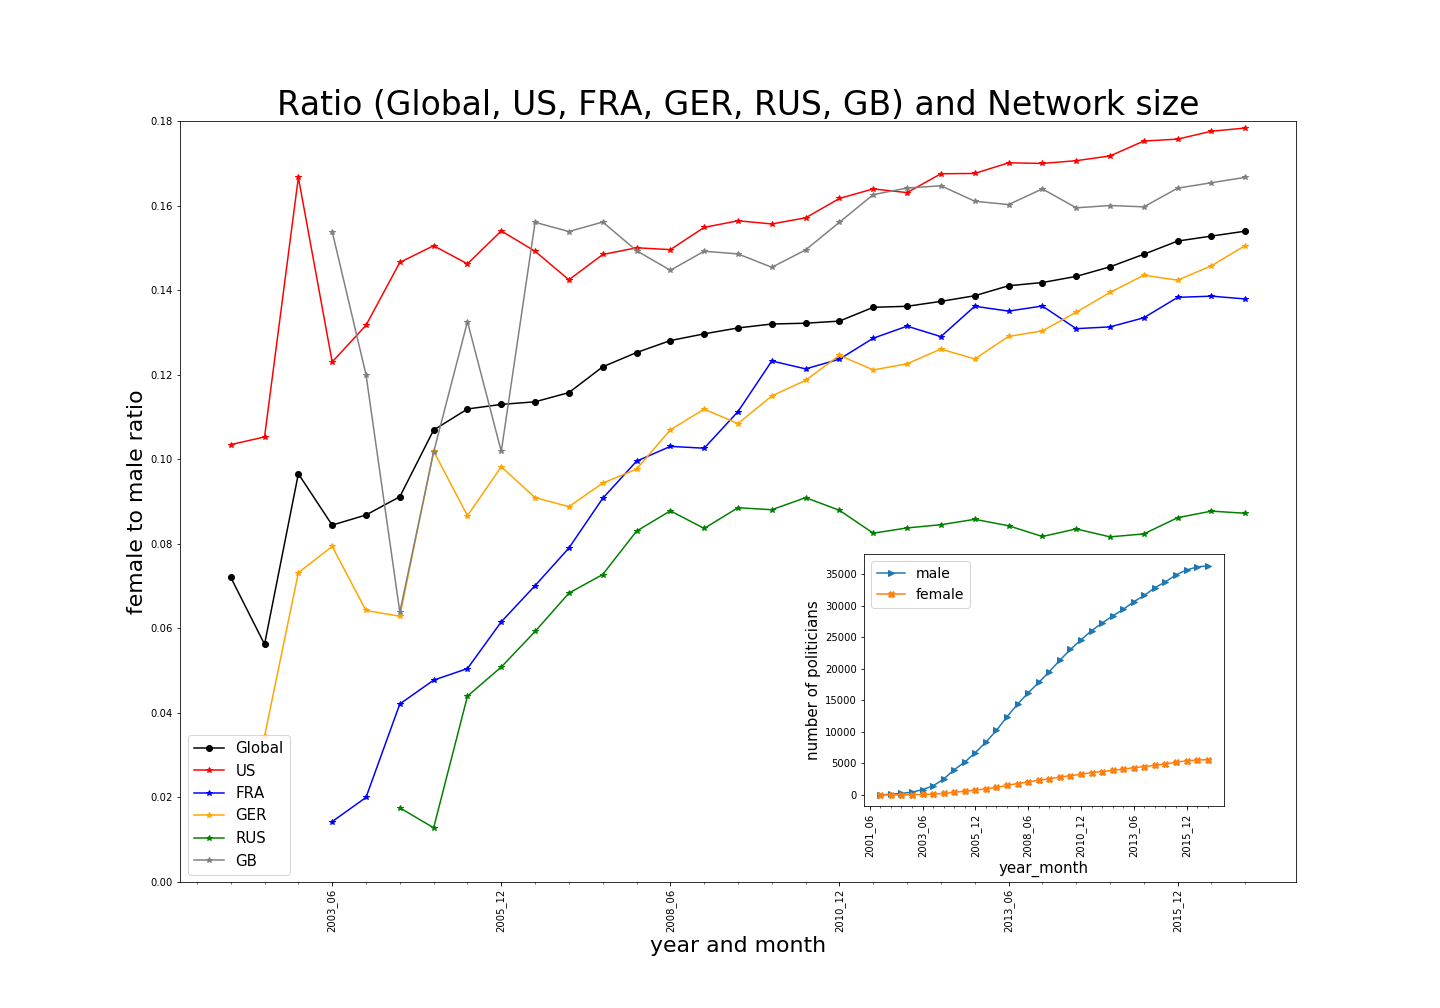 Ratio (Global, US, FRA, GER, RUS, GB) and Network size
female to male ratio
0.18
0.16
0.14
0.12
0.10
0.08
0.06
0.04
0.02
0.00
Global
US
FRA
GER
RUS
GB
2003_06
2005_12
2008_06
2010_12
2013_06
2015_12
year and month
number of politicians
35000
30000
25000
20000
15000
10000
5000
0
male
female
2001_06
2003_06
2005_12
2008_06
2010_12
2013_06
2015_12
year_month